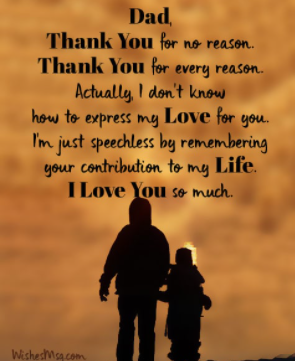 Dad,
Thank You for no reason.
Thank You for every reason.
Actually, I don't know
how to express my Love for you.
I'm just speechless by remembering
your contribution to my Life.
I Love You so much.
WishesMsg.com